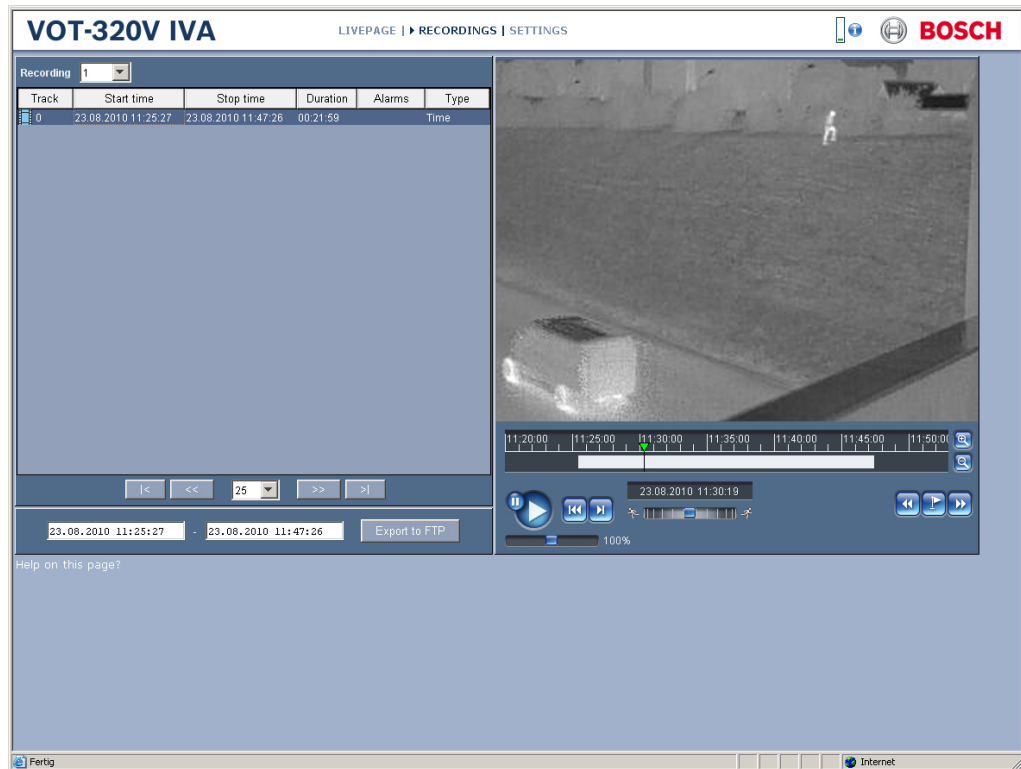 VOT-320V IVA
LIVEPAGE | RECORDINGS | SETTINGS
BOSCH
Recording 1
Track Start time Stop time Duration Alarms Type
0 23.08.2010 11:25:27 23.08.2010 11:47:26 00:21:59 Time
|< << 25 >> >|
23.08.2010 11:25:27 - 23.08.2010 11:47:26 Export to FTP
11:20:00 11:25:00 11:30:00 11:35:00 11:40:00 11:45:00 11:50:00
23.08.2010 11:30:19
100%
Help on this page?
Fertig
Internet